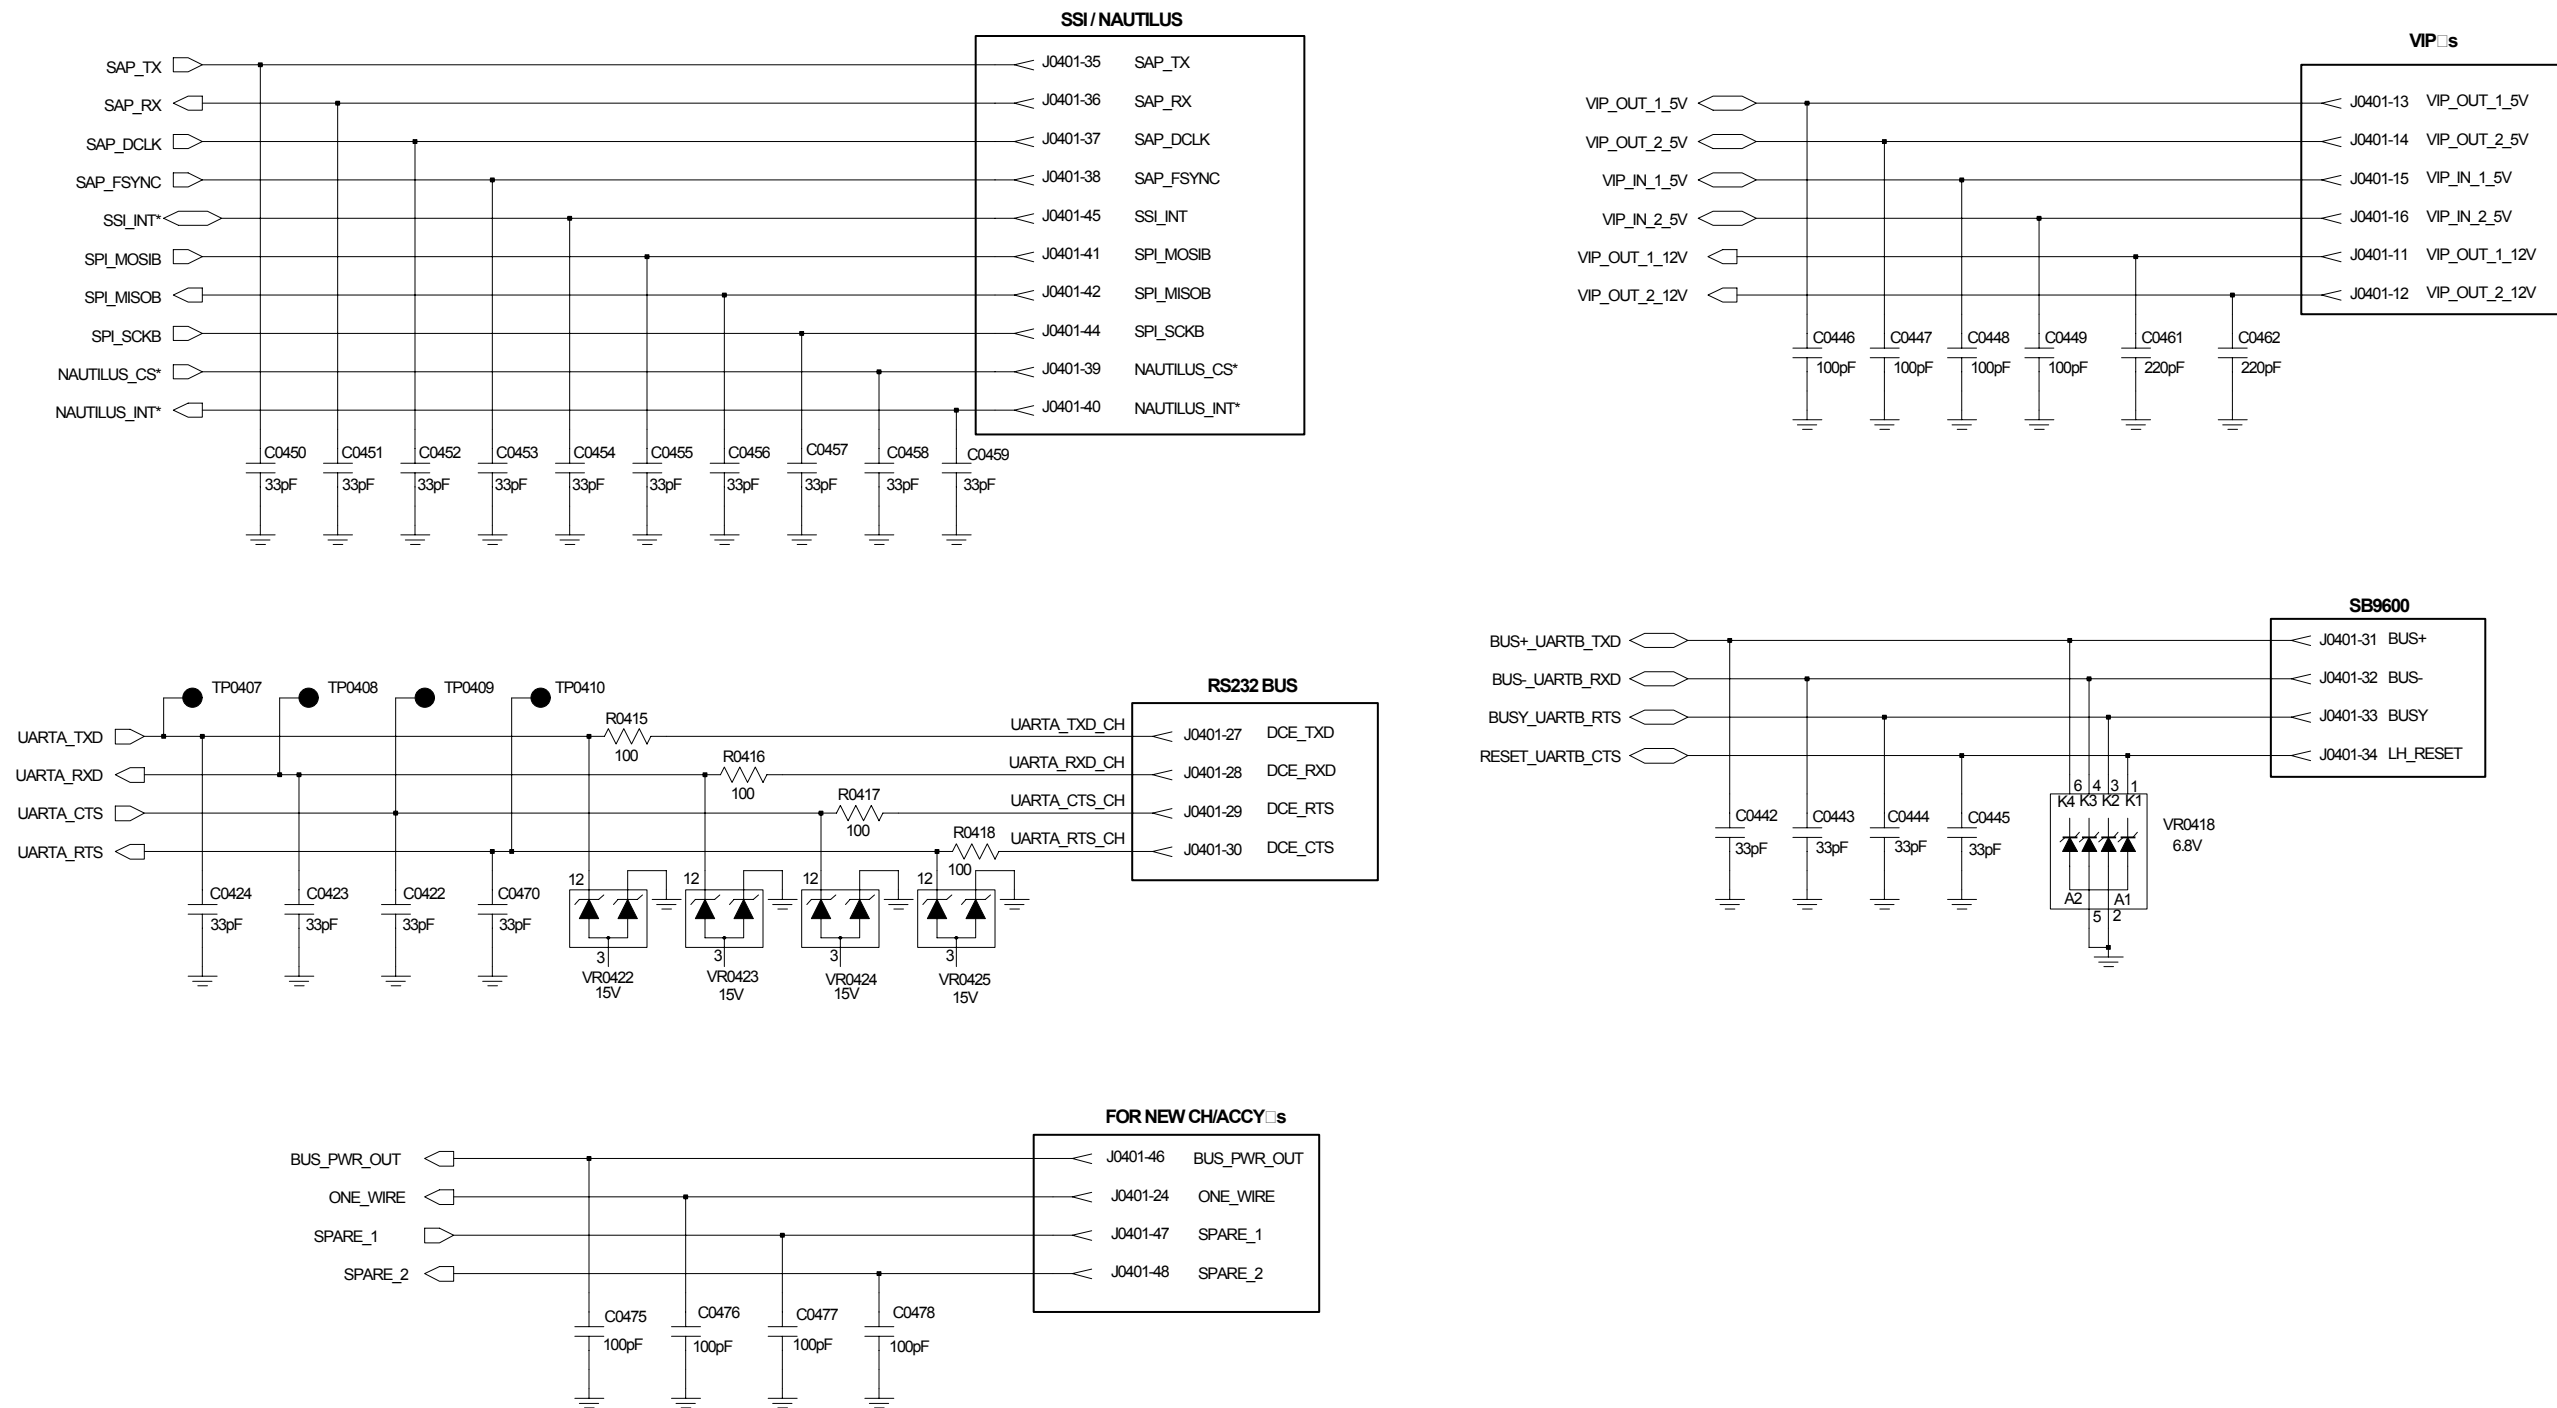 SSI / NAUTILUS
SAP_TX J0401-35 SAP_TX
SAP_RX J0401-36 SAP_RX
SAP_DCLK J0401-37 SAP_DCLK
SAP_FSYNC J0401-38 SAP_FSYNC
SSI_INT* J0401-45 SSI_INT
SPI_MOSIB J0401-41 SPI_MOSIB
SPI_MISOB J0401-42 SPI_MISOB
SPI_SCKB J0401-44 SPI_SCKB
NAUTILUS_CS* J0401-39 NAUTILUS_CS*
NAUTILUS_INT* J0401-40 NAUTILUS_INT*
C0450 C0451 C0452 C0453 C0454 C0455 C0456 C0457 C0458 C0459
33pF 33pF 33pF 33pF 33pF 33pF 33pF 33pF 33pF 33pF
VIP□s
VIP_OUT_1_5V J0401-13 VIP_OUT_1_5V
VIP_OUT_2_5V J0401-14 VIP_OUT_2_5V
VIP_IN_1_5V J0401-15 VIP_IN_1_5V
VIP_IN_2_5V J0401-16 VIP_IN_2_5V
VIP_OUT_1_12V J0401-11 VIP_OUT_1_12V
VIP_OUT_2_12V J0401-12 VIP_OUT_2_12V
C0446 C0447 C0448 C0449 C0461 C0462
100pF 100pF 100pF 100pF 220pF 220pF
TP0407 TP0408 TP0409 TP0410
RS232 BUS
UARTA_TXD R0415 100 UARTA_TXD_CH J0401-27 DCE_TXD
UARTA_RXD R0416 100 UARTA_RXD_CH J0401-28 DCE_RXD
UARTA_CTS R0417 100 UARTA_CTS_CH J0401-29 DCE_RTS
UARTA_RTS R0418 100 UARTA_RTS_CH J0401-30 DCE_CTS
12 12 12 12
C0424 C0423 C0422 C0470
33pF 33pF 33pF 33pF
3 3 3 3
VR0422 VR0423 VR0424 VR0425
15V 15V 15V 15V
SB9600
BUS+_UARTB_TXD J0401-31 BUS+
BUS-_UARTB_RXD J0401-32 BUS-
BUSY_UARTB_RTS J0401-33 BUSY
RESET_UARTB_CTS J0401-34 LH_RESET
6 4 3 1
K4 K3 K2 K1
C0442 C0443 C0444 C0445 VR0418
33pF 33pF 33pF 33pF 6.8V
A2 A1
5 2
FOR NEW CH/ACCY□s
BUS_PWR_OUT J0401-46 BUS_PWR_OUT
ONE_WIRE J0401-24 ONE_WIRE
SPARE_1 J0401-47 SPARE_1
SPARE_2 J0401-48 SPARE_2
C0475 C0476 C0477 C0478
100pF 100pF 100pF 100pF